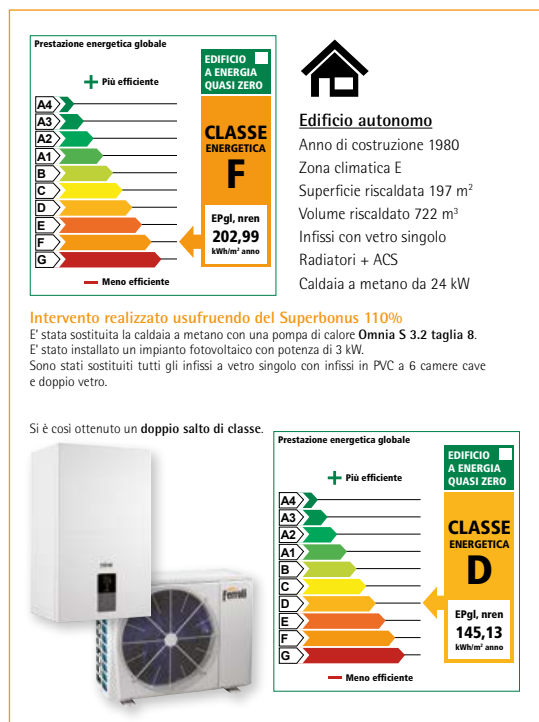 Prestazione energetica globale
EDIFICIO
A ENERGIA
QUASI ZERO
+ Più efficiente
A4
A3
A2
A1
B
C
D
E
F
G
CLASSE
ENERGETICA
F
EPgl, nren
202,99
kWh/m² anno
Meno efficiente
Edificio autonomo
Anno di costruzione 1980
Zona climatica E
Superficie riscaldata 197 m²
Volume riscaldato 722 m³
Infissi con vetro singolo
Radiatori + ACS
Caldaia a metano da 24 kW
Intervento realizzato usufruendo del Superbonus 110%
E' stata sostituita la caldaia a metano con una pompa di calore Omnia S 3.2 taglia 8.
E' stato installato un impianto fotovoltaico con potenza di 3 kW.
Sono stati sostituiti tutti gli infissi a vetro singolo con infissi in PVC a 6 camere cave
e doppio vetro.
Si è così ottenuto un doppio salto di classe.
Prestazione energetica globale
EDIFICIO
A ENERGIA
QUASI ZERO
+ Più efficiente
A4
A3
A2
A1
B
C
D
E
F
G
CLASSE
ENERGETICA
D
EPgl, nren
145,13
kWh/m² anno
Meno efficiente
Ferroli